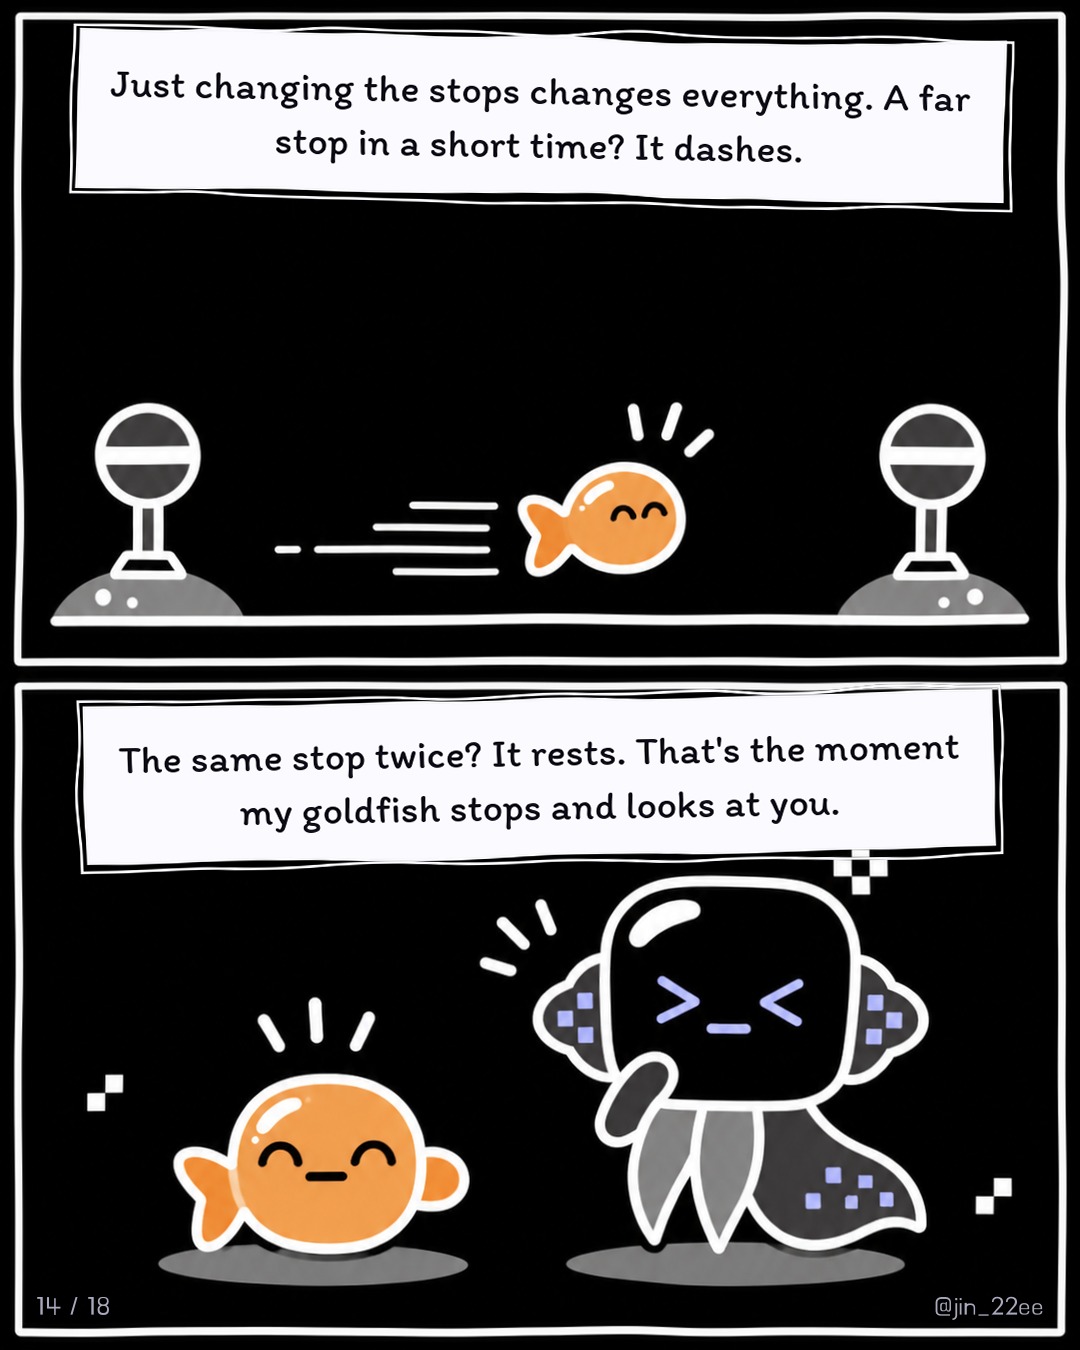 Just changing the stops changes everything. A far
stop in a short time? It dashes.
The same stop twice? It rests. That's the moment
my goldfish stops and looks at you.
14 / 18
@jin_22ee